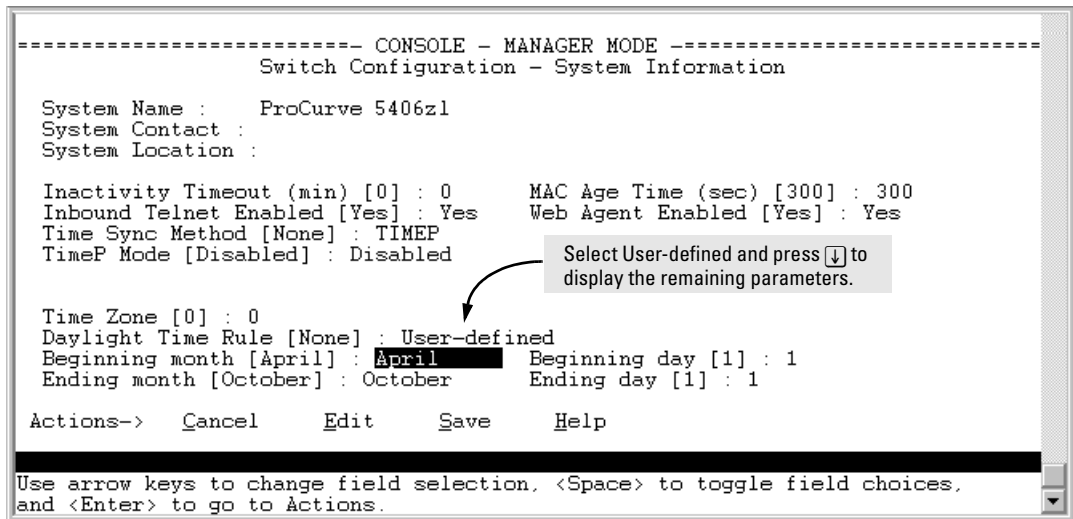 ===========================- CONSOLE - MANAGER MODE -============================
Switch Configuration - System Information
System Name : ProCurve 5406zl
System Contact :
System Location :
Inactivity Timeout (min) [0] : 0 MAC Age Time (sec) [300] : 300
Inbound Telnet Enabled [Yes] : Yes Web Agent Enabled [Yes] : Yes
Time Sync Method [None] : TIMEP
TimeP Mode [Disabled] : Disabled
Select User-defined and press ↓ to
display the remaining parameters.
Time Zone [0] : 0
Daylight Time Rule [None] : User-defined
Beginning month [April] : April Beginning day [1] : 1
Ending month [October] : October Ending day [1] : 1
Actions-> Cancel Edit Save Help
Use arrow keys to change field selection, <Space> to toggle field choices,
and <Enter> to go to Actions.